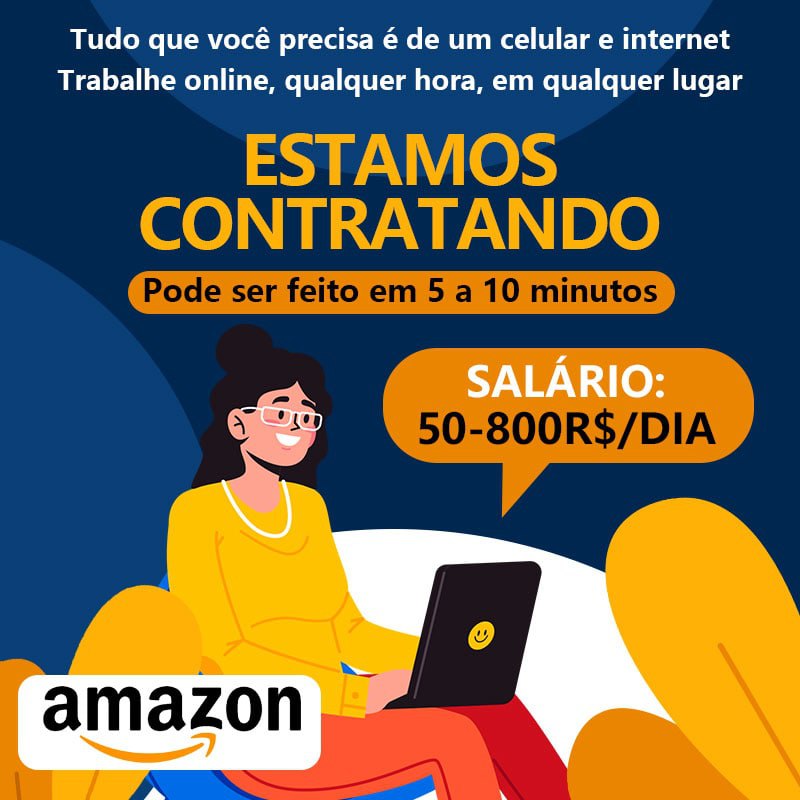 Tudo que você precisa é de um celular e internet
Trabalhe online, qualquer hora, em qualquer lugar
ESTAMOS
CONTRATANDO
Pode ser feito em 5 a 10 minutos
SALÁRIO:
50-800R$/DIA
amazon